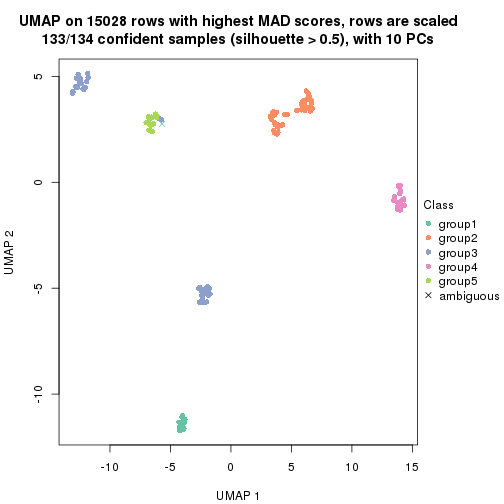 UMAP on 15028 rows with highest MAD scores, rows are scaled
133/134 confident samples (silhouette > 0.5), with 10 PCs
5
0
-5
-10
UMAP 2
-10
-5
0
5
10
15
UMAP 1
Class
group1
group2
group3
group4
group5
ambiguous